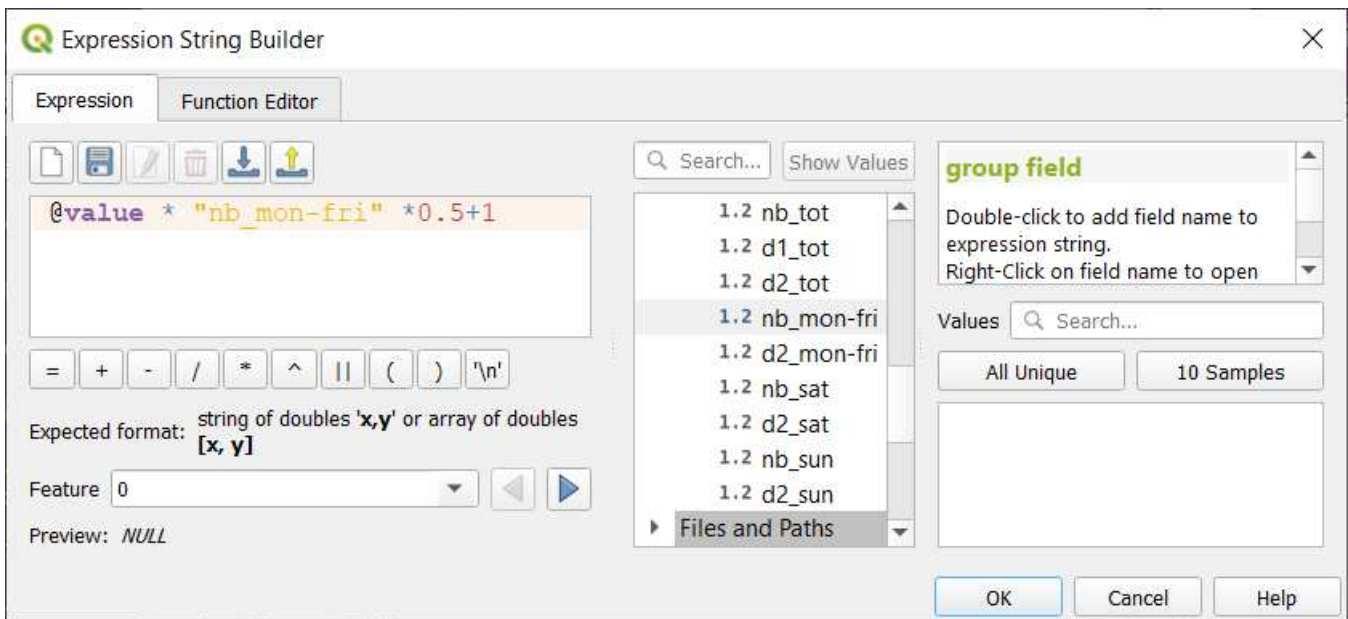 Expression String Builder
Expression
Function Editor
@value * "nb_mon-fri" *0.5+1
= + - / * ^ || ( ) '\n'
Expected format: string of doubles 'x,y' or array of doubles
[x, y]
Feature 0
Preview: NULL
Search...
Show Values
1.2 nb_tot
1.2 d1_tot
1.2 d2_tot
1.2 nb_mon-fri
1.2 d2_mon-fri
1.2 nb_sat
1.2 d2_sat
1.2 nb_sun
1.2 d2_sun
Files and Paths
group field
Double-click to add field name to
expression string.
Right-Click on field name to open
Values Search...
All Unique
10 Samples
OK
Cancel
Help